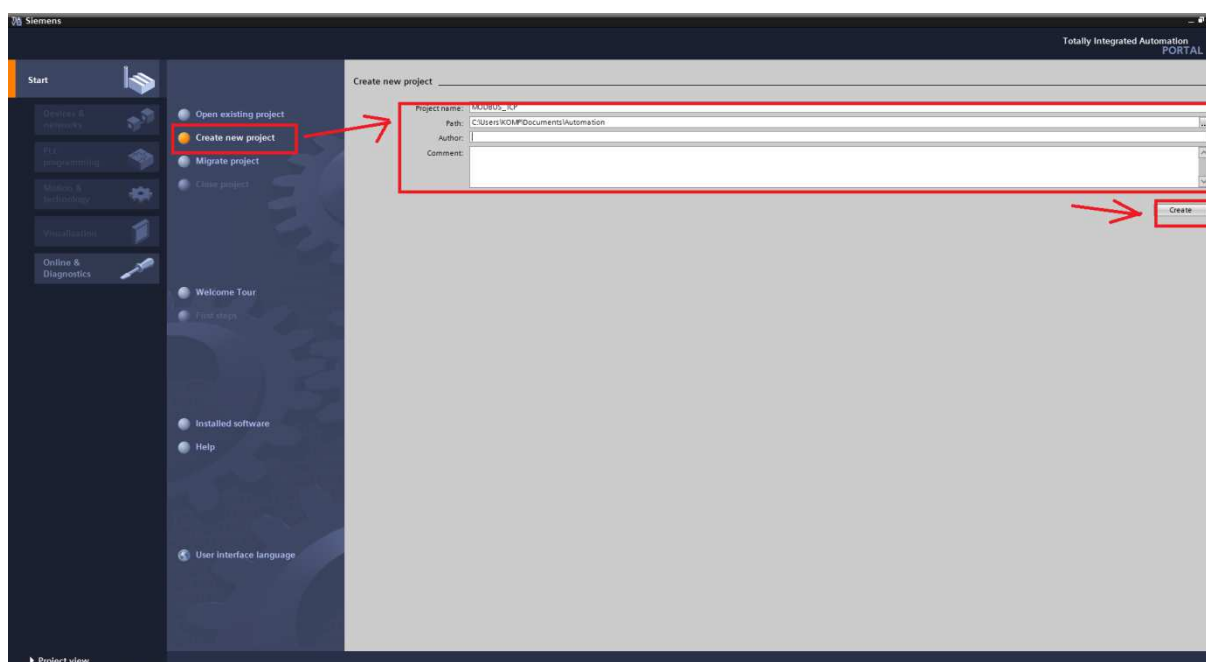 Siemens
Totally Integrated Automation
PORTAL
Start
Devices &
networks
PLC
programming
Motion &
technology
Visualization
Online &
Diagnostics
Open existing project
Create new project
Migrate project
Close project
Welcome Tour
First steps
Installed software
Help
User interface language
Create new project
Project name: MODBUS_TCP
Path: C:\Users\KOMP\Documents\Automation
...
Author:
Comment:
Create
Project view